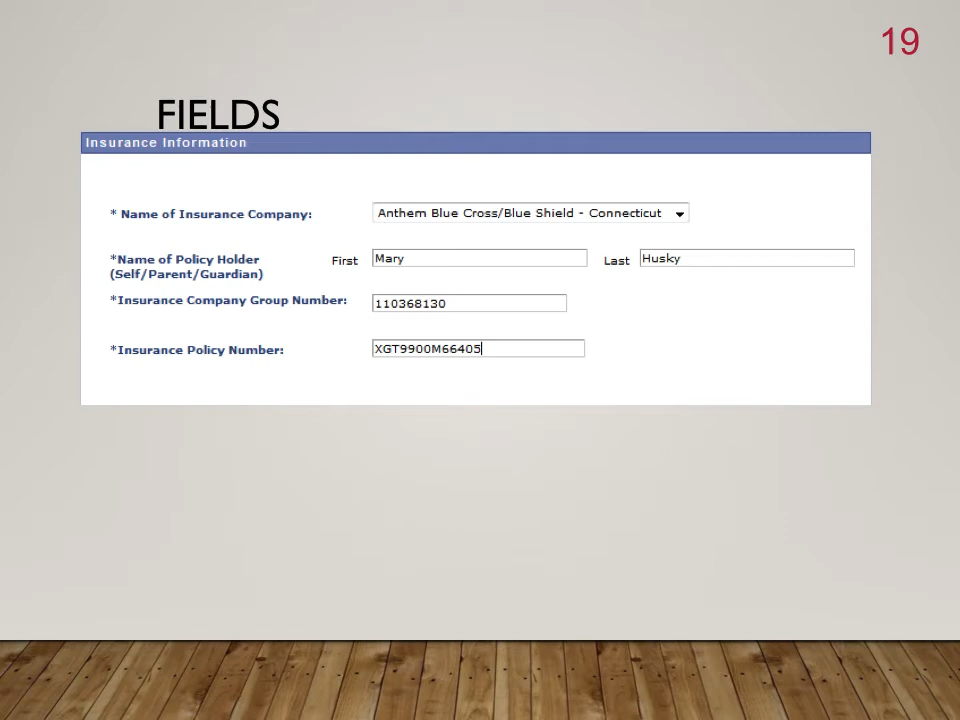 19
FIELDS
Insurance Information
* Name of Insurance Company: Anthem Blue Cross/Blue Shield - Connecticut
*Name of Policy Holder First Mary Last Husky
(Self/Parent/Guardian)
*Insurance Company Group Number: 110368130
*Insurance Policy Number: XGT9900M66405